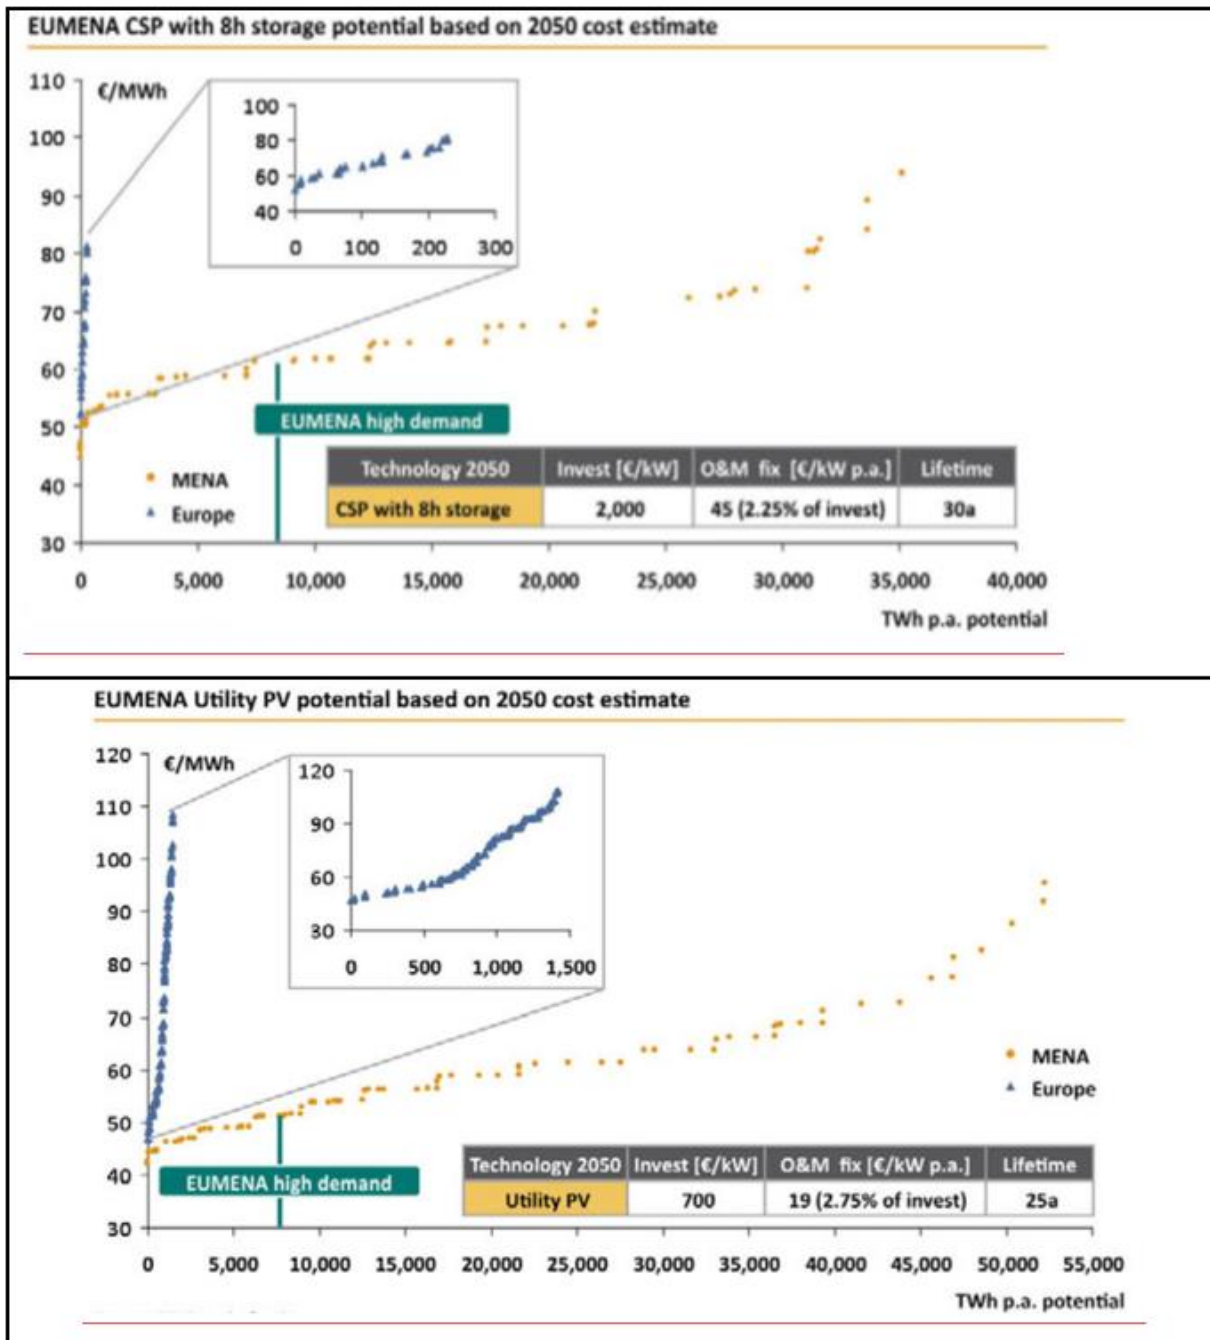 EUMENA CSP with 8h storage potential based on 2050 cost estimate
110
€/MWh
100
90
80
70
60
50
40
30
100
80
60
40
0 100 200 300
EUMENA high demand
MENA
Europe
Technology 2050 Invest [€/kW] O&M fix [€/kW p.a.] Lifetime
CSP with 8h storage 2,000 45 (2.25% of invest) 30a
0 5,000 10,000 15,000 20,000 25,000 30,000 35,000 40,000
TWh p.a. potential
EUMENA Utility PV potential based on 2050 cost estimate
120
€/MWh
110
100
90
80
70
60
50
40
30
120
90
60
30
0 500 1,000 1,500
MENA
Europe
EUMENA high demand
Technology 2050 Invest [€/kW] O&M fix [€/kW p.a.] Lifetime
Utility PV 700 19 (2.75% of invest) 25a
0 5,000 10,000 15,000 20,000 25,000 30,000 35,000 40,000 45,000 50,000 55,000
TWh p.a. potential